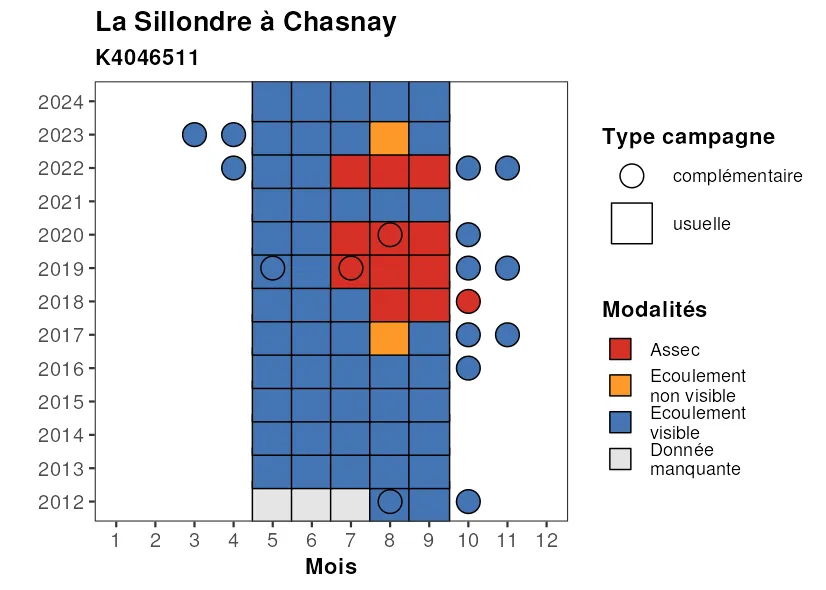 La Sillondre à Chasnay
K4046511
2024
2023
2022
2021
2020
2019
2018
2017
2016
2015
2014
2013
2012
1 2 3 4 5 6 7 8 9 10 11 12
Mois
Type campagne
complémentaire
usuelle
Modalités
Assec
Ecoulement
non visible
Ecoulement
visible
Donnée
manquante